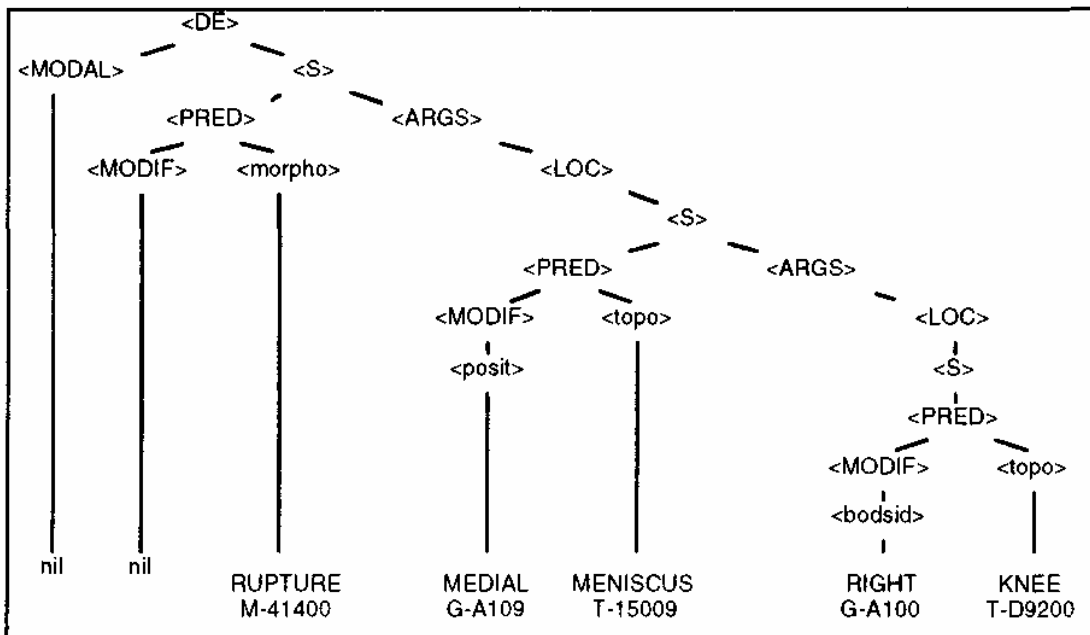 <DE>
<MODAL> <S>
<PRED> <ARGS>
<MODIF> <morpho> <LOC>
<S>
<PRED> <ARGS>
<MODIF> <topo> <LOC>
<posit> <S>
<PRED>
<MODIF> <topo>
<bodsid>
nil nil
RUPTURE MEDIAL MENISCUS RIGHT KNEE
M-41400 G-A109 T-15009 G-A100 T-D9200